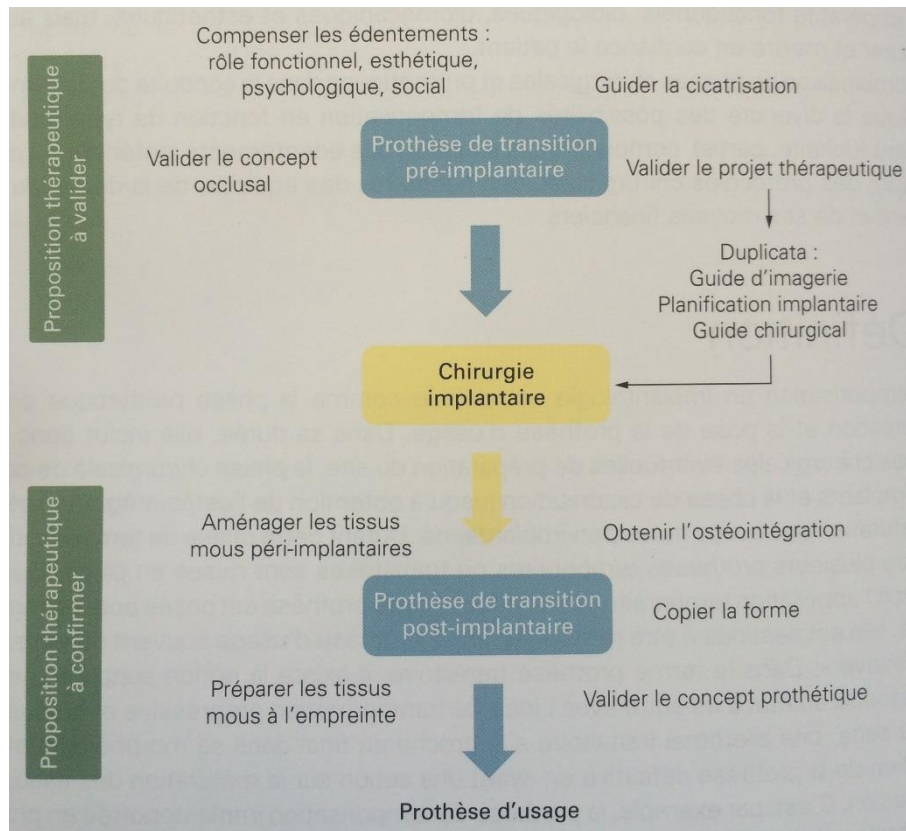 Compenser les édentements :
rôle fonctionnel, esthétique,
psychologique, social
Guider la cicatrisation
Proposition thérapeutique
à valider
Prothèse de transition
pré-implantaire
Valider le concept
occlusal
Valider le projet thérapeutique
Duplicata :
Guide d'imagerie
Planification implantaire
Guide chirurgical
Chirurgie
implantaire
Proposition thérapeutique
à confirmer
Aménager les tissus
mous péri-implantaires
Obtenir l'ostéointégration
Prothèse de transition
post-implantaire
Copier la forme
Préparer les tissus
mous à l'empreinte
Valider le concept prothétique
Prothèse d'usage